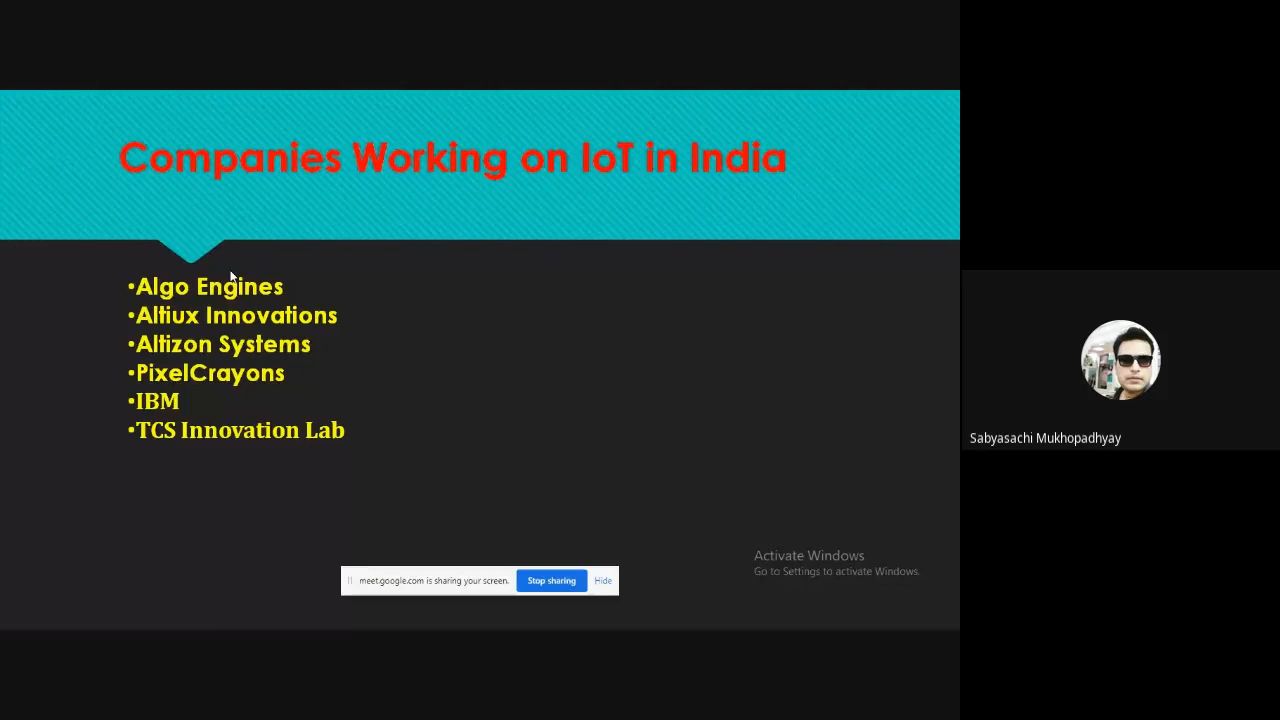 Companies Working on IoT in India
•Algo Engines
•Altiux Innovations
•Altizon Systems
•PixelCrayons
•IBM
•TCS Innovation Lab
Activate Windows
Go to Settings to activate Windows.
meet.google.com is sharing your screen. Stop sharing Hide
Sabyasachi Mukhopadhyay